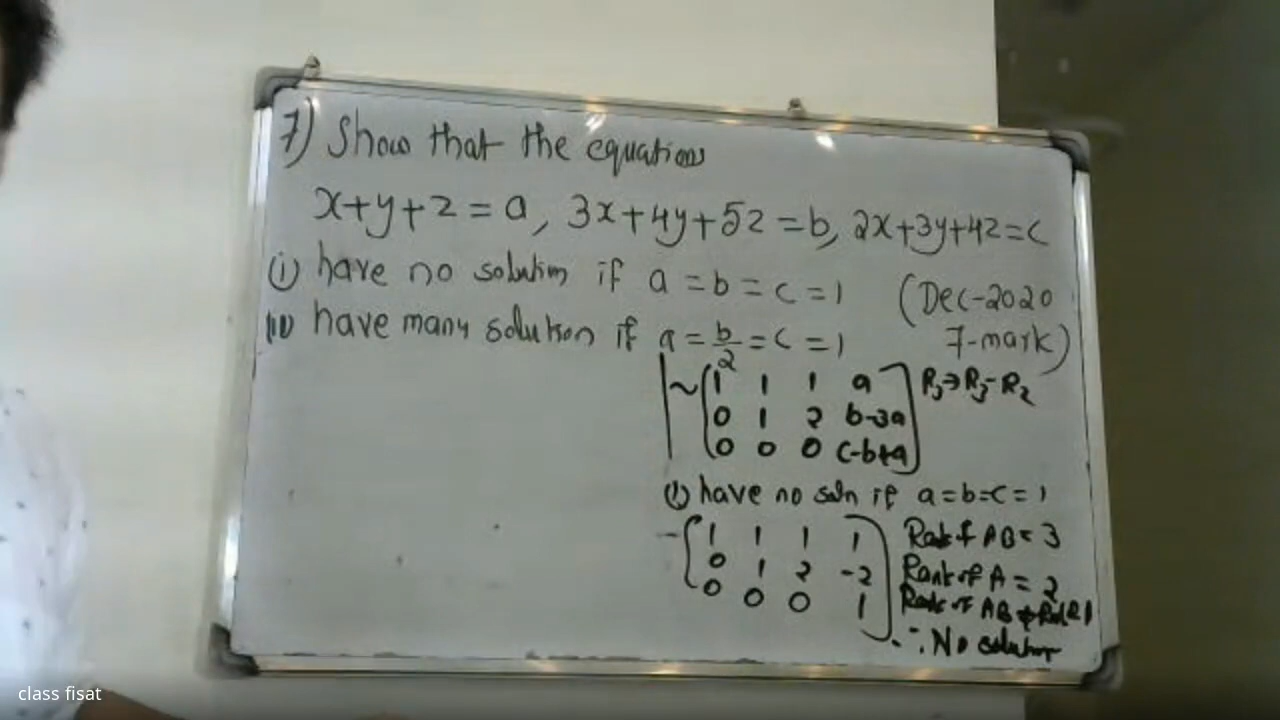 7) Show that the equations
x+y+z = a, 3x+4y+5z = b, 2x+3y+4z = c
(i) have no solution if a = b = c = 1 (Dec-2020
(ii) have many solution if a = b/2 = c = 1 7-mark)
~ [1 1 1 a] R3→R3-R2
[0 1 2 b-3a]
[0 0 0 c-b+a]
(i) have no soln if a=b=c=1
~ [1 1 1 1] Rank of AB = 3
[0 1 2 -2] Rank of A = 2
[0 0 0 1] Rank of AB ≠
∴ No solution
class fisat